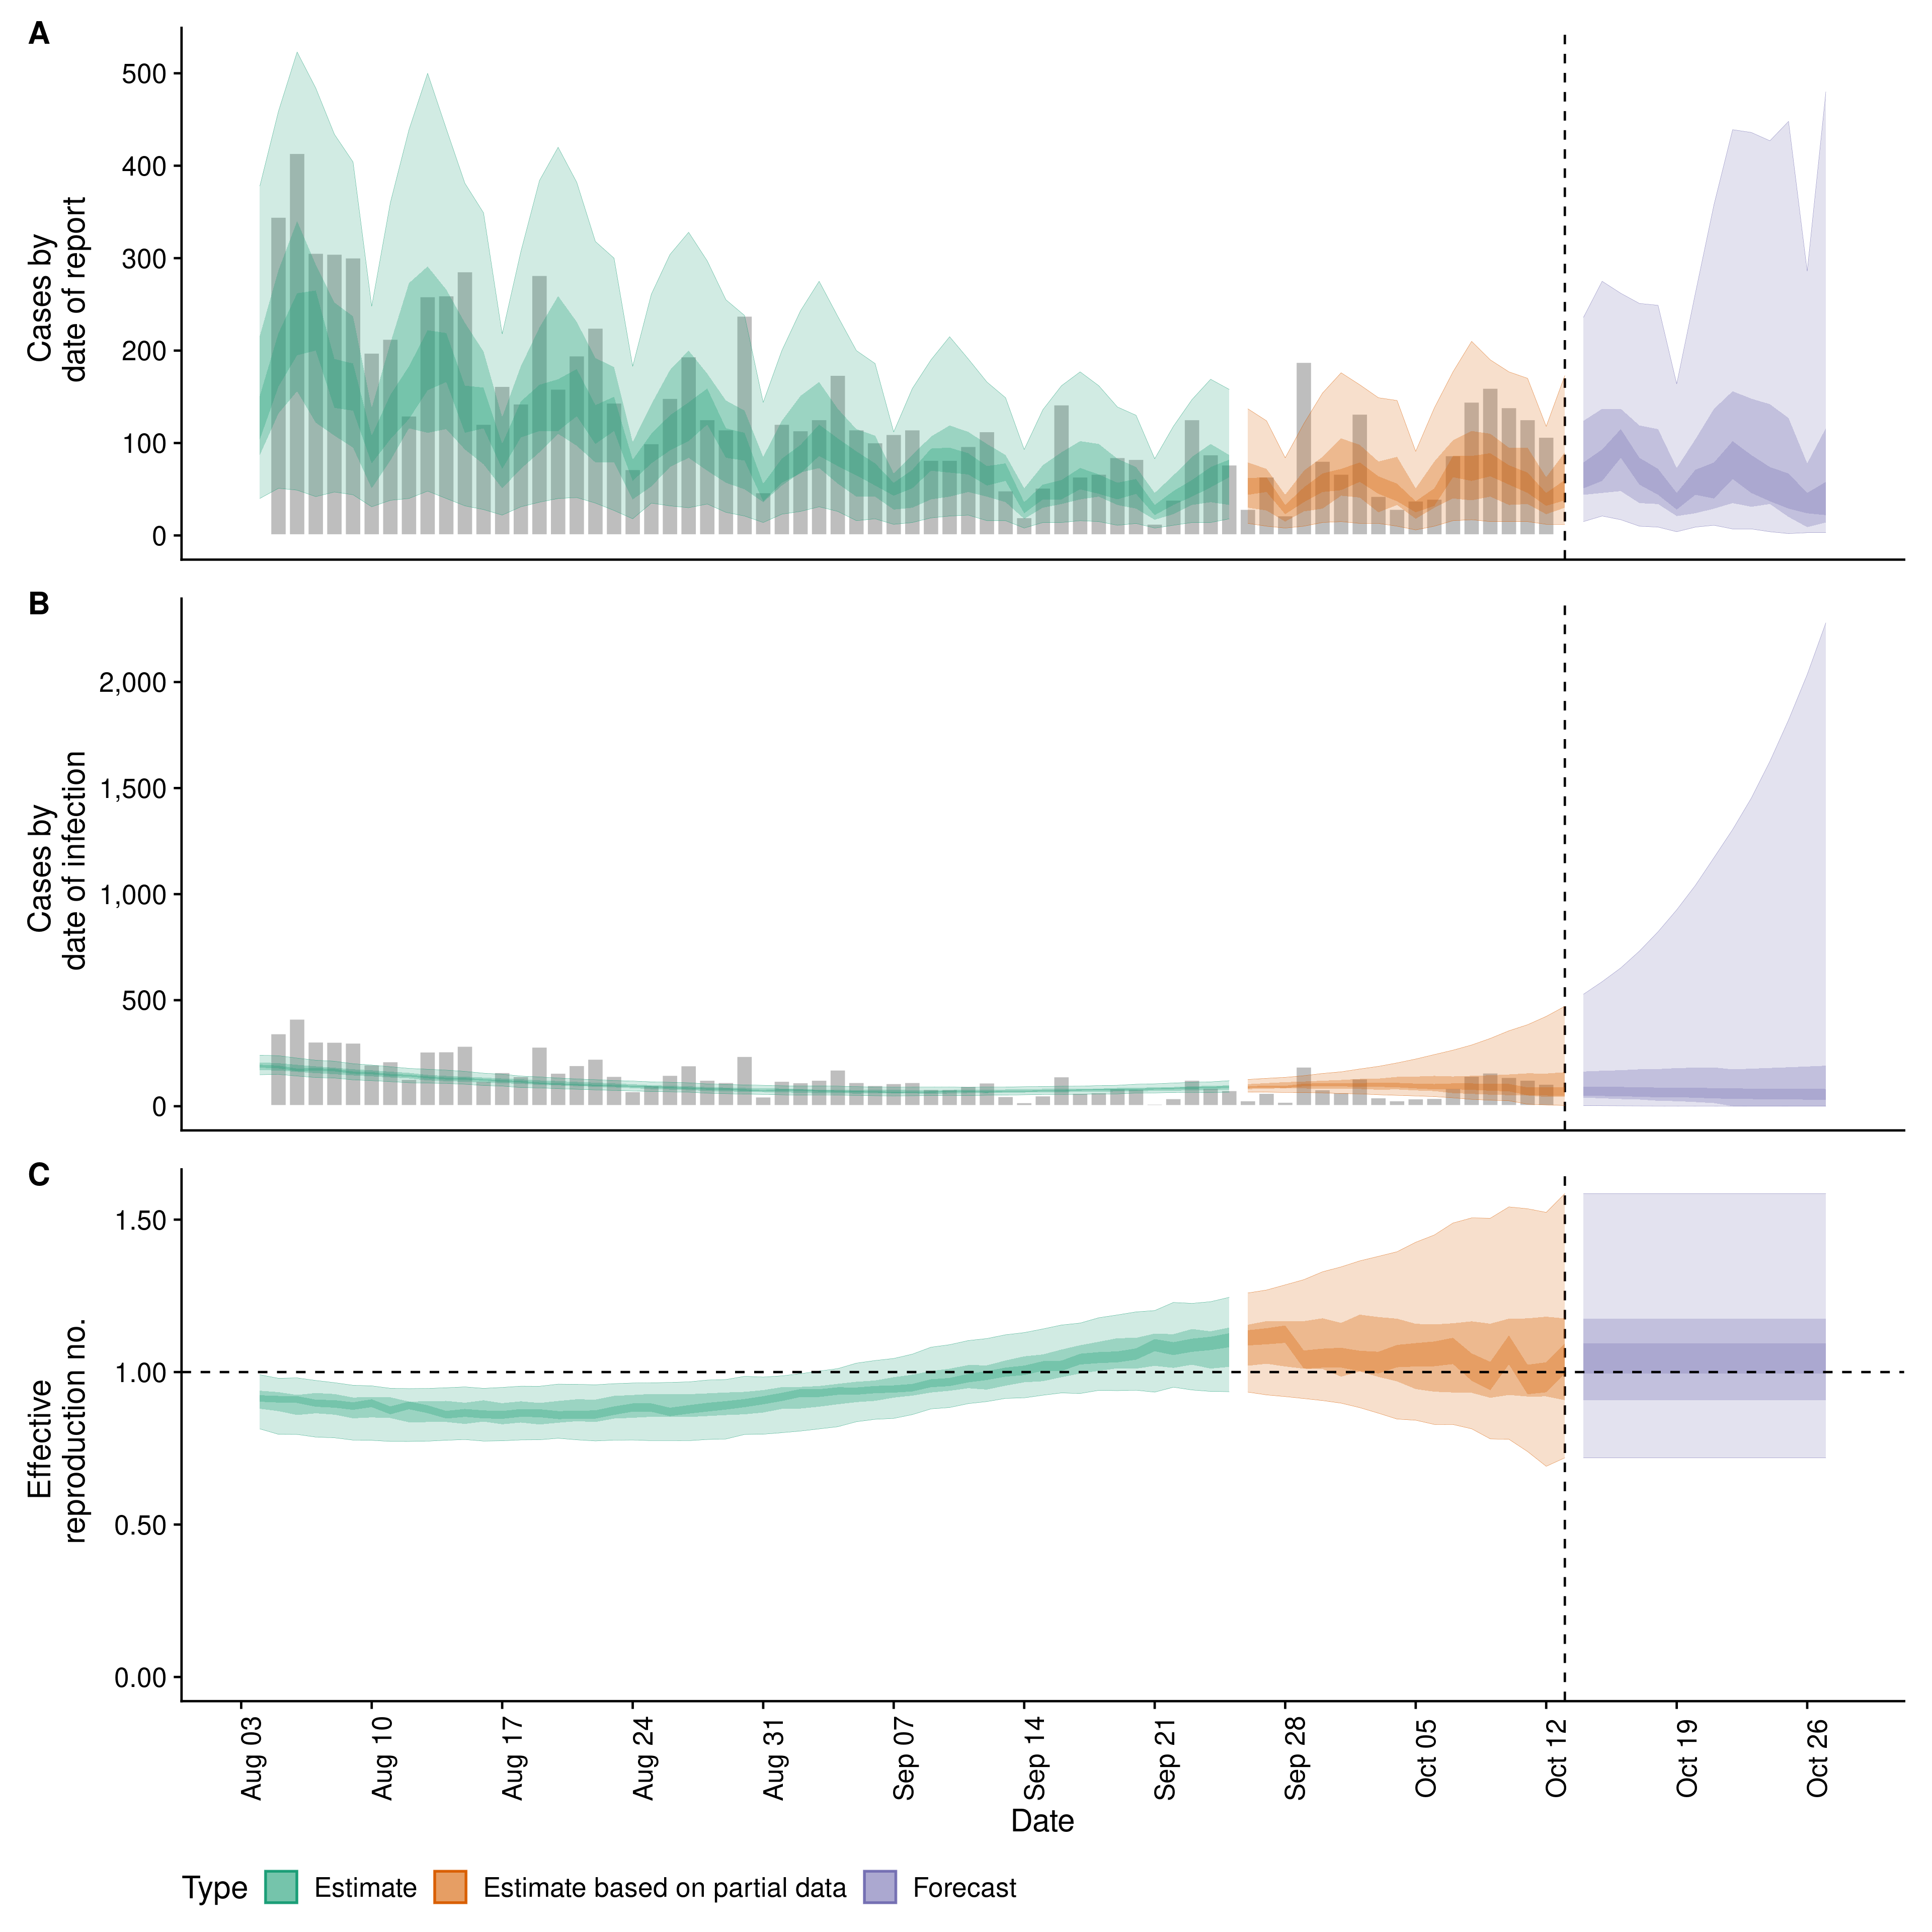 A
500
400
300
200
100
0
Cases by
date of report
B
2,000
1,500
1,000
500
0
Cases by
date of infection
C
1.50
1.00
0.50
0.00
Effective
reproduction no.
Aug 03
Aug 10
Aug 17
Aug 24
Aug 31
Sep 07
Sep 14
Sep 21
Sep 28
Oct 05
Oct 12
Oct 19
Oct 26
Date
Type Estimate Estimate based on partial data Forecast